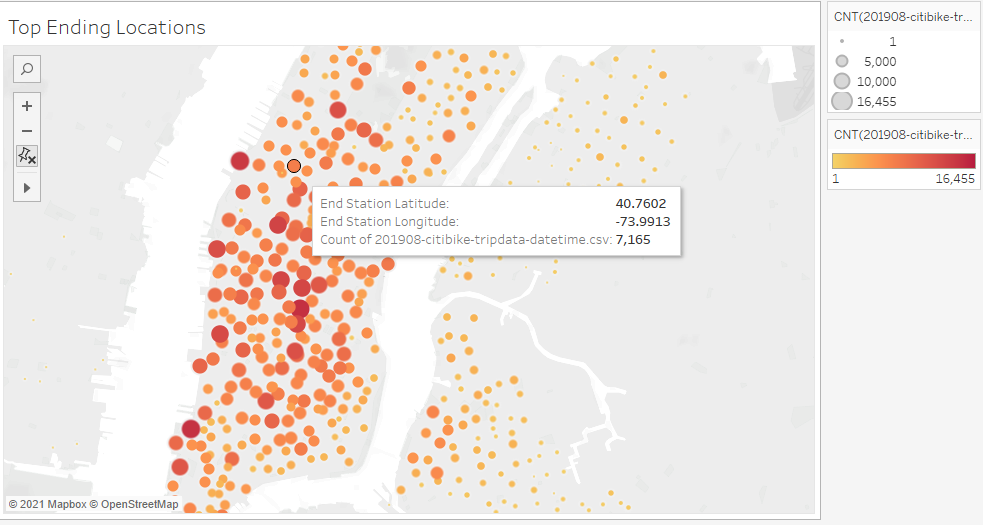 Top Ending Locations
CNT(201908-citibike-tr...
1
5,000
10,000
16,455
CNT(201908-citibike-tr...
1 16,455
End Station Latitude: 40.7602
End Station Longitude: -73.9913
Count of 201908-citibike-tripdata-datetime.csv: 7,165
© 2021 Mapbox © OpenStreetMap